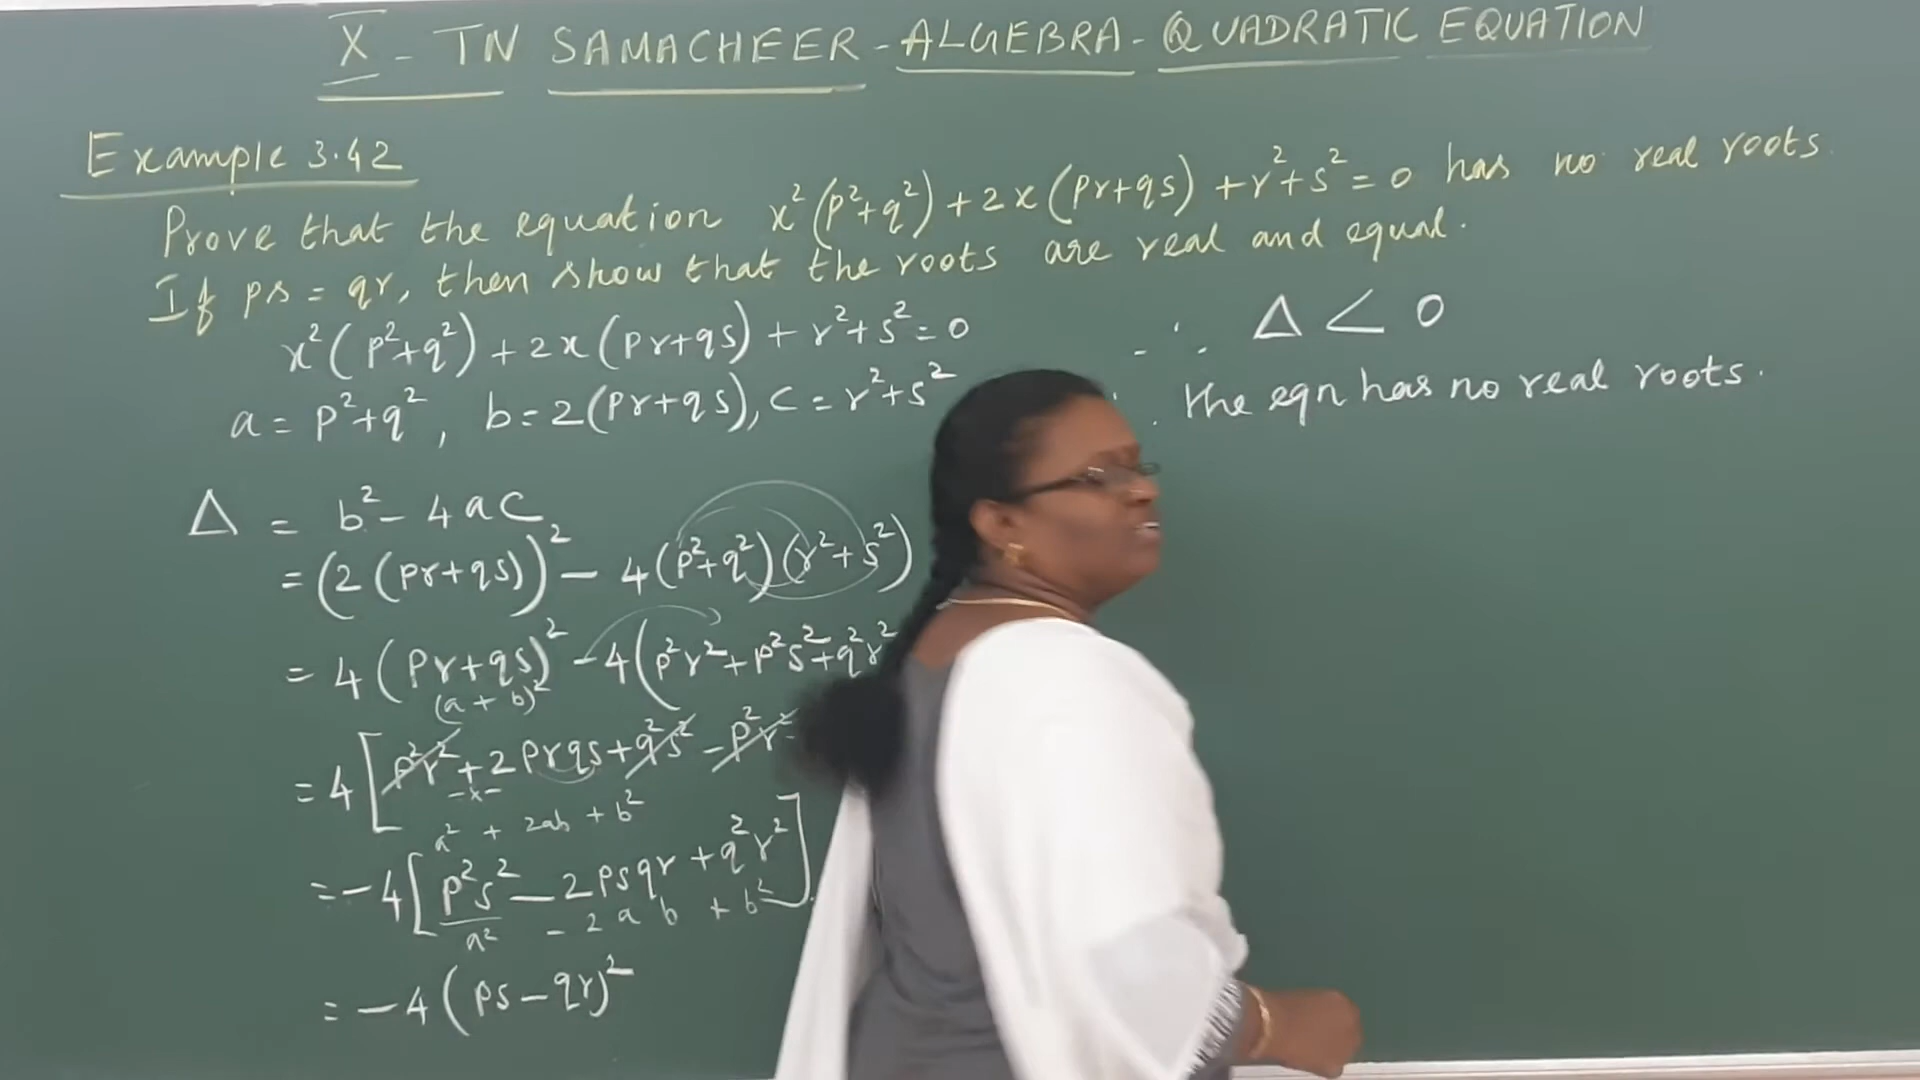 X - TN SAMACHEER - ALGEBRA - QUADRATIC EQUATION
Example 3.42
Prove that the equation x²(p²+q²)+2x(pr+qs)+r²+s²=0 has no real roots.
If ps = qr, then show that the roots are real and equal.
x²(p²+q²)+2x(pr+qs)+r²+s²=0
a = p²+q², b=2(pr+qs), c=r²+s²
Δ = b²-4ac
=(2(pr+qs))² - 4(p²+q²)(r²+s²)
= 4(pr+qs)² - 4(p²r²+p²s²+q²r²
(a+b)²
=4[p²r²+2prqs+q²s²-p²r²
-x-
a² + 2ab + b²
=-4[p²s²-2psqr+q²r²]
a² - 2ab + b²
= -4(ps-qr)²
∴ Δ < 0
∴ the eqn has no real roots.